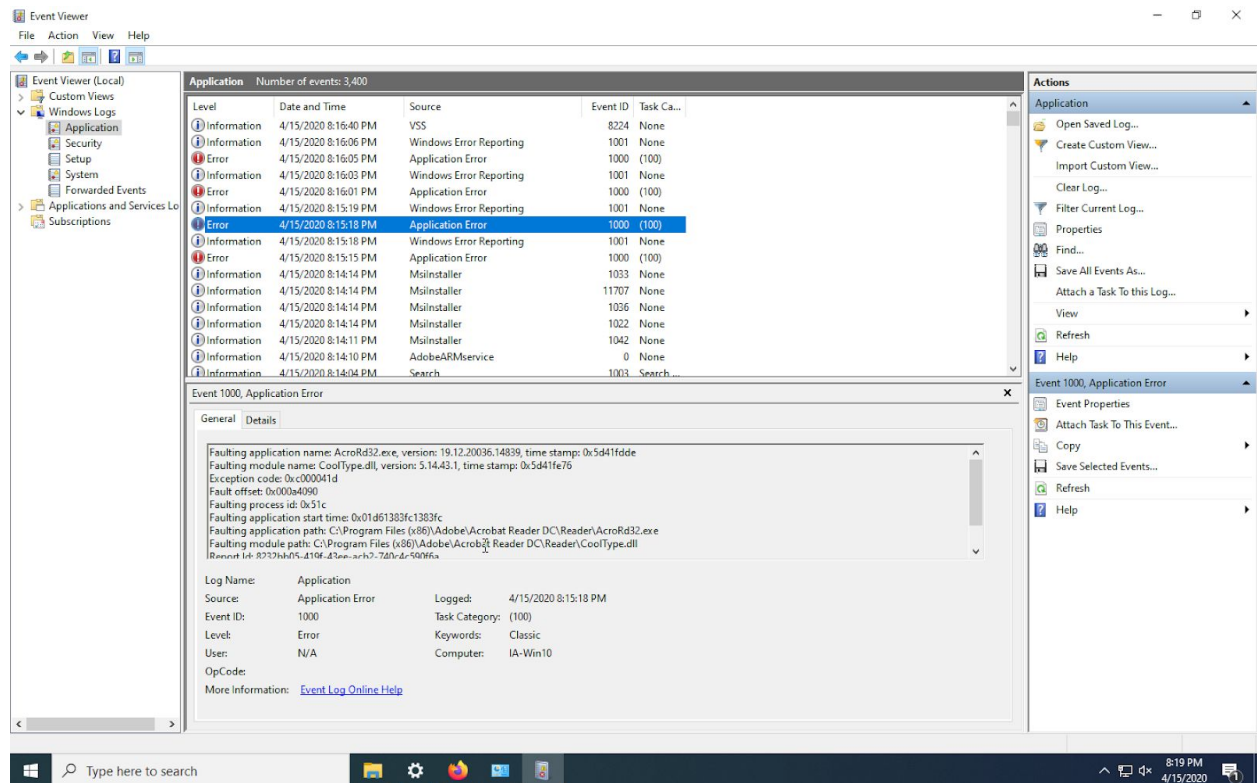 Event Viewer
File Action View Help
Event Viewer (Local)
Custom Views
Windows Logs
Application
Security
Setup
System
Forwarded Events
Applications and Services Lo
Subscriptions
Application Number of events: 3,400
Level Date and Time Source Event ID Task Ca...
Information 4/15/2020 8:16:40 PM VSS 8224 None
Information 4/15/2020 8:16:06 PM Windows Error Reporting 1001 None
Error 4/15/2020 8:16:05 PM Application Error 1000 (100)
Information 4/15/2020 8:16:03 PM Windows Error Reporting 1001 None
Error 4/15/2020 8:16:01 PM Application Error 1000 (100)
Information 4/15/2020 8:15:19 PM Windows Error Reporting 1001 None
Error 4/15/2020 8:15:18 PM Application Error 1000 (100)
Information 4/15/2020 8:15:18 PM Windows Error Reporting 1001 None
Error 4/15/2020 8:15:15 PM Application Error 1000 (100)
Information 4/15/2020 8:14:14 PM MsiInstaller 1033 None
Information 4/15/2020 8:14:14 PM MsiInstaller 11707 None
Information 4/15/2020 8:14:14 PM MsiInstaller 1036 None
Information 4/15/2020 8:14:14 PM MsiInstaller 1022 None
Information 4/15/2020 8:14:11 PM MsiInstaller 1042 None
Information 4/15/2020 8:14:10 PM AdobeARMservice 0 None
Information 4/15/2020 8:14:04 PM Search 1003 Search ...
Event 1000, Application Error
General Details
Faulting application name: AcroRd32.exe, version: 19.12.20036.14839, time stamp: 0x5d41fdde
Faulting module name: CoolType.dll, version: 5.14.43.1, time stamp: 0x5d41fe76
Exception code: 0xc000041d
Fault offset: 0x000a4090
Faulting process id: 0x51c
Faulting application start time: 0x01d61383fc1383fc
Faulting application path: C:\Program Files (x86)\Adobe\Acrobat Reader DC\Reader\AcroRd32.exe
Faulting module path: C:\Program Files (x86)\Adobe\Acrobat Reader DC\Reader\CoolType.dll
Report Id: 8232bb05-419f-43ee-acb2-740c4c590f6a
Log Name: Application
Source: Application Error Logged: 4/15/2020 8:15:18 PM
Event ID: 1000 Task Category: (100)
Level: Error Keywords: Classic
User: N/A Computer: IA-Win10
OpCode:
More Information: Event Log Online Help
Actions
Application
Open Saved Log...
Create Custom View...
Import Custom View...
Clear Log...
Filter Current Log...
Properties
Find...
Save All Events As...
Attach a Task To this Log...
View
Refresh
Help
Event 1000, Application Error
Event Properties
Attach Task To This Event...
Copy
Save Selected Events...
Refresh
Help
Type here to search
8:19 PM
4/15/2020